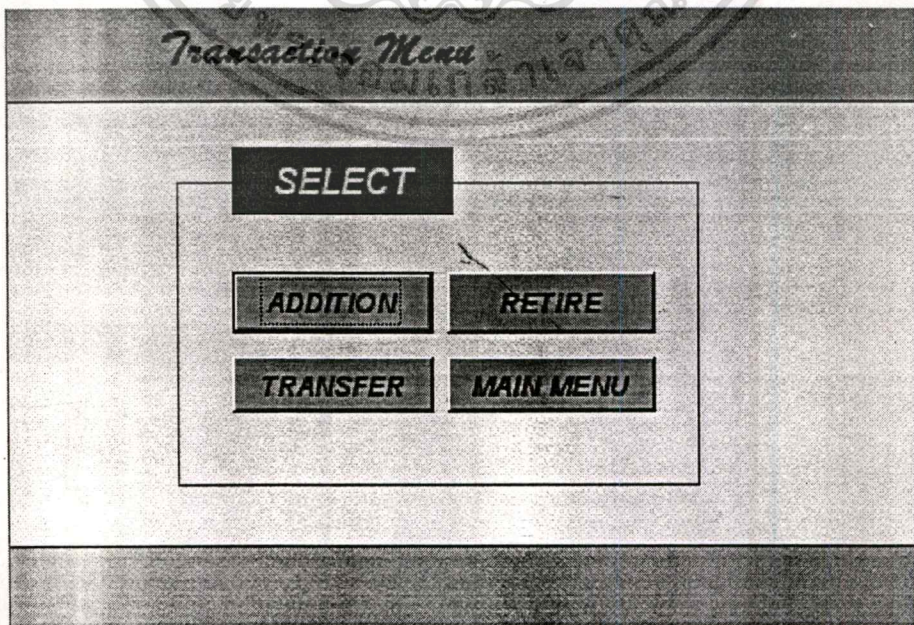 Transaction Menu
SELECT
ADDITION RETIRE
TRANSFER MAIN MENU